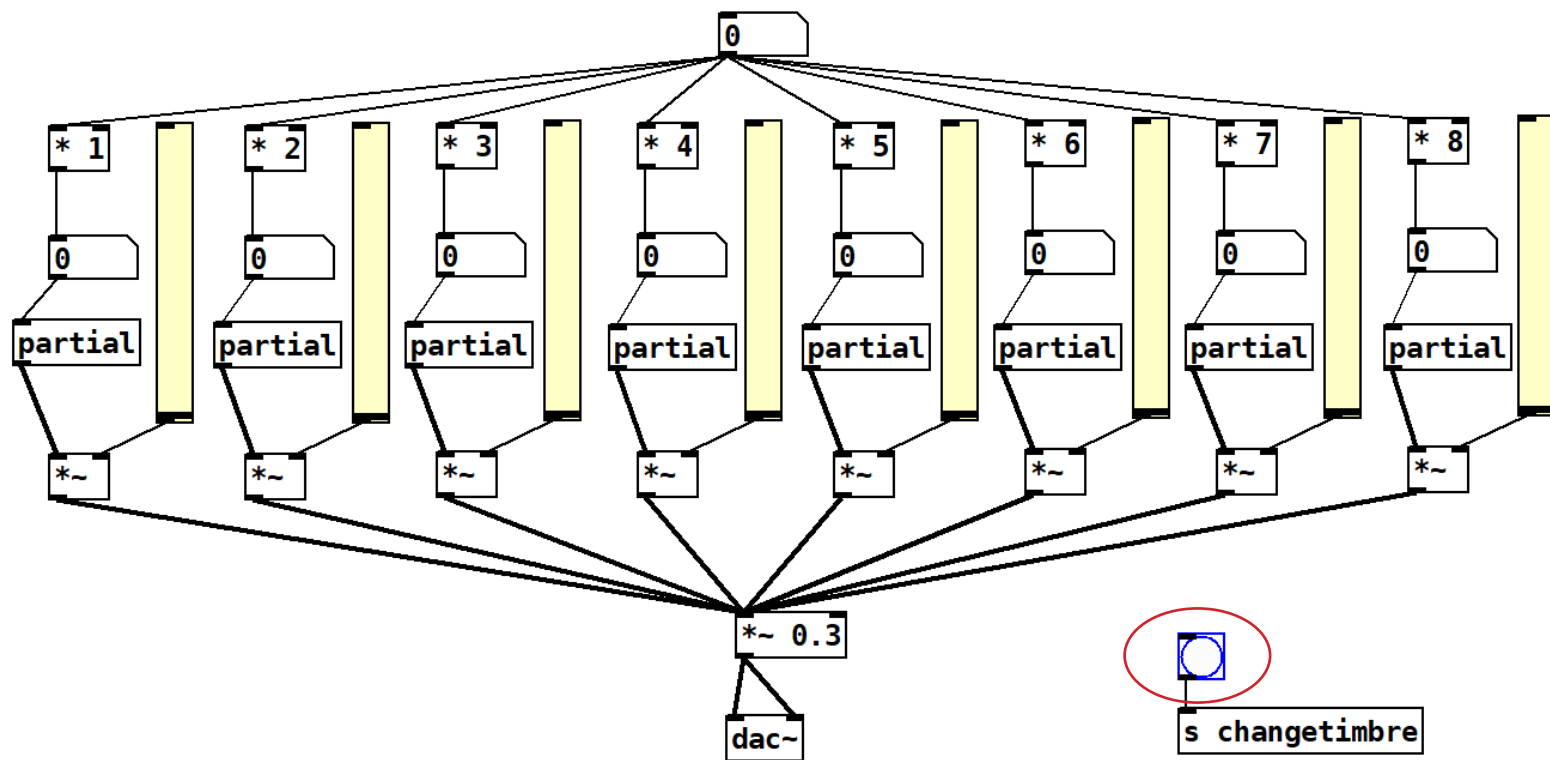 0
* 1 * 2 * 3 * 4 * 5 * 6 * 7 * 8
0 0 0 0 0 0 0 0
partial partial partial partial partial partial partial partial
*~ *~ *~ *~ *~ *~ *~ *~
*~ 0.3
dac~ s changetimbre